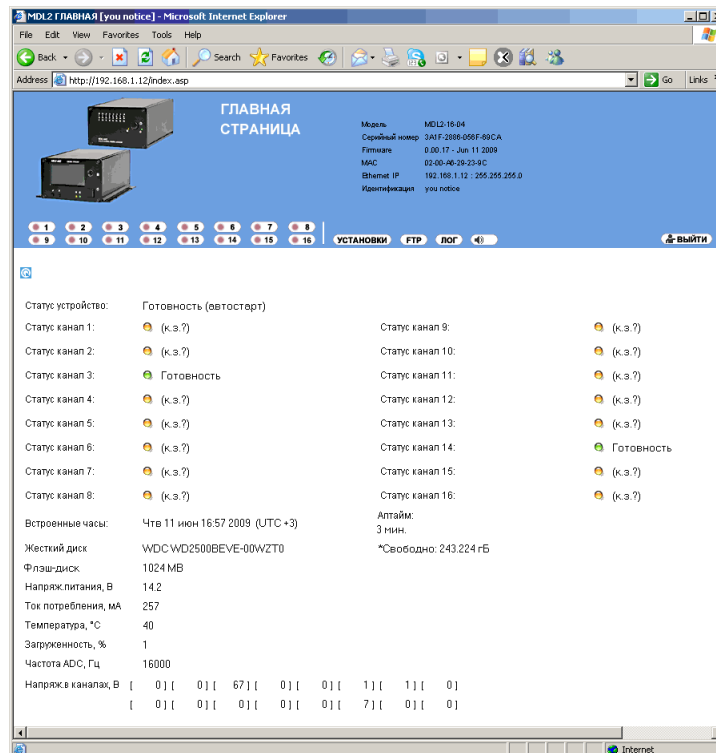 MDL2 ГЛАВНАЯ [you notice] - Microsoft Internet Explorer
File Edit View Favorites Tools Help
Back Search Favorites
Address http://192.168.1.12/index.asp Go Links
ГЛАВНАЯ
СТРАНИЦА
Модель MDL2-16-04
Серийный номер 3A1F-2886-056F-69CA
Firmware 0.00.17 - Jun 11 2009
MAC 02-00-A6-29-23-9C
Ethernet IP 192.168.1.12 : 255.255.255.0
Идентификация you notice
1 2 3 4 5 6 7 8
9 10 11 12 13 14 15 16 УСТАНОВКИ FTP ЛОГ ВЫЙТИ
Статус устройство: Готовность (автостарт)
Статус канал 1: (к.з.?) Статус канал 9: (к.з.?)
Статус канал 2: (к.з.?) Статус канал 10: (к.з.?)
Статус канал 3: Готовность Статус канал 11: (к.з.?)
Статус канал 4: (к.з.?) Статус канал 12: (к.з.?)
Статус канал 5: (к.з.?) Статус канал 13: (к.з.?)
Статус канал 6: (к.з.?) Статус канал 14: Готовность
Статус канал 7: (к.з.?) Статус канал 15: (к.з.?)
Статус канал 8: (к.з.?) Статус канал 16: (к.з.?)
Встроенные часы: Чтв 11 июн 16:57 2009 (UTC +3) Аптайм:
3 мин.
Жесткий диск WDC WD2500BEVE-00WZT0 *Свободно: 243.224 гБ
Флэш-диск 1024 MB
Напряж.питания, В 14.2
Ток потребления, мА 257
Температура, °C 40
Загруженность, % 1
Частота ADC, Гц 16000
Напряж.в каналах, В [ 0] [ 0] [ 67] [ 0] [ 0] [ 1] [ 1] [ 0]
[ 0] [ 0] [ 0] [ 0] [ 0] [ 7] [ 0] [ 0]
Internet